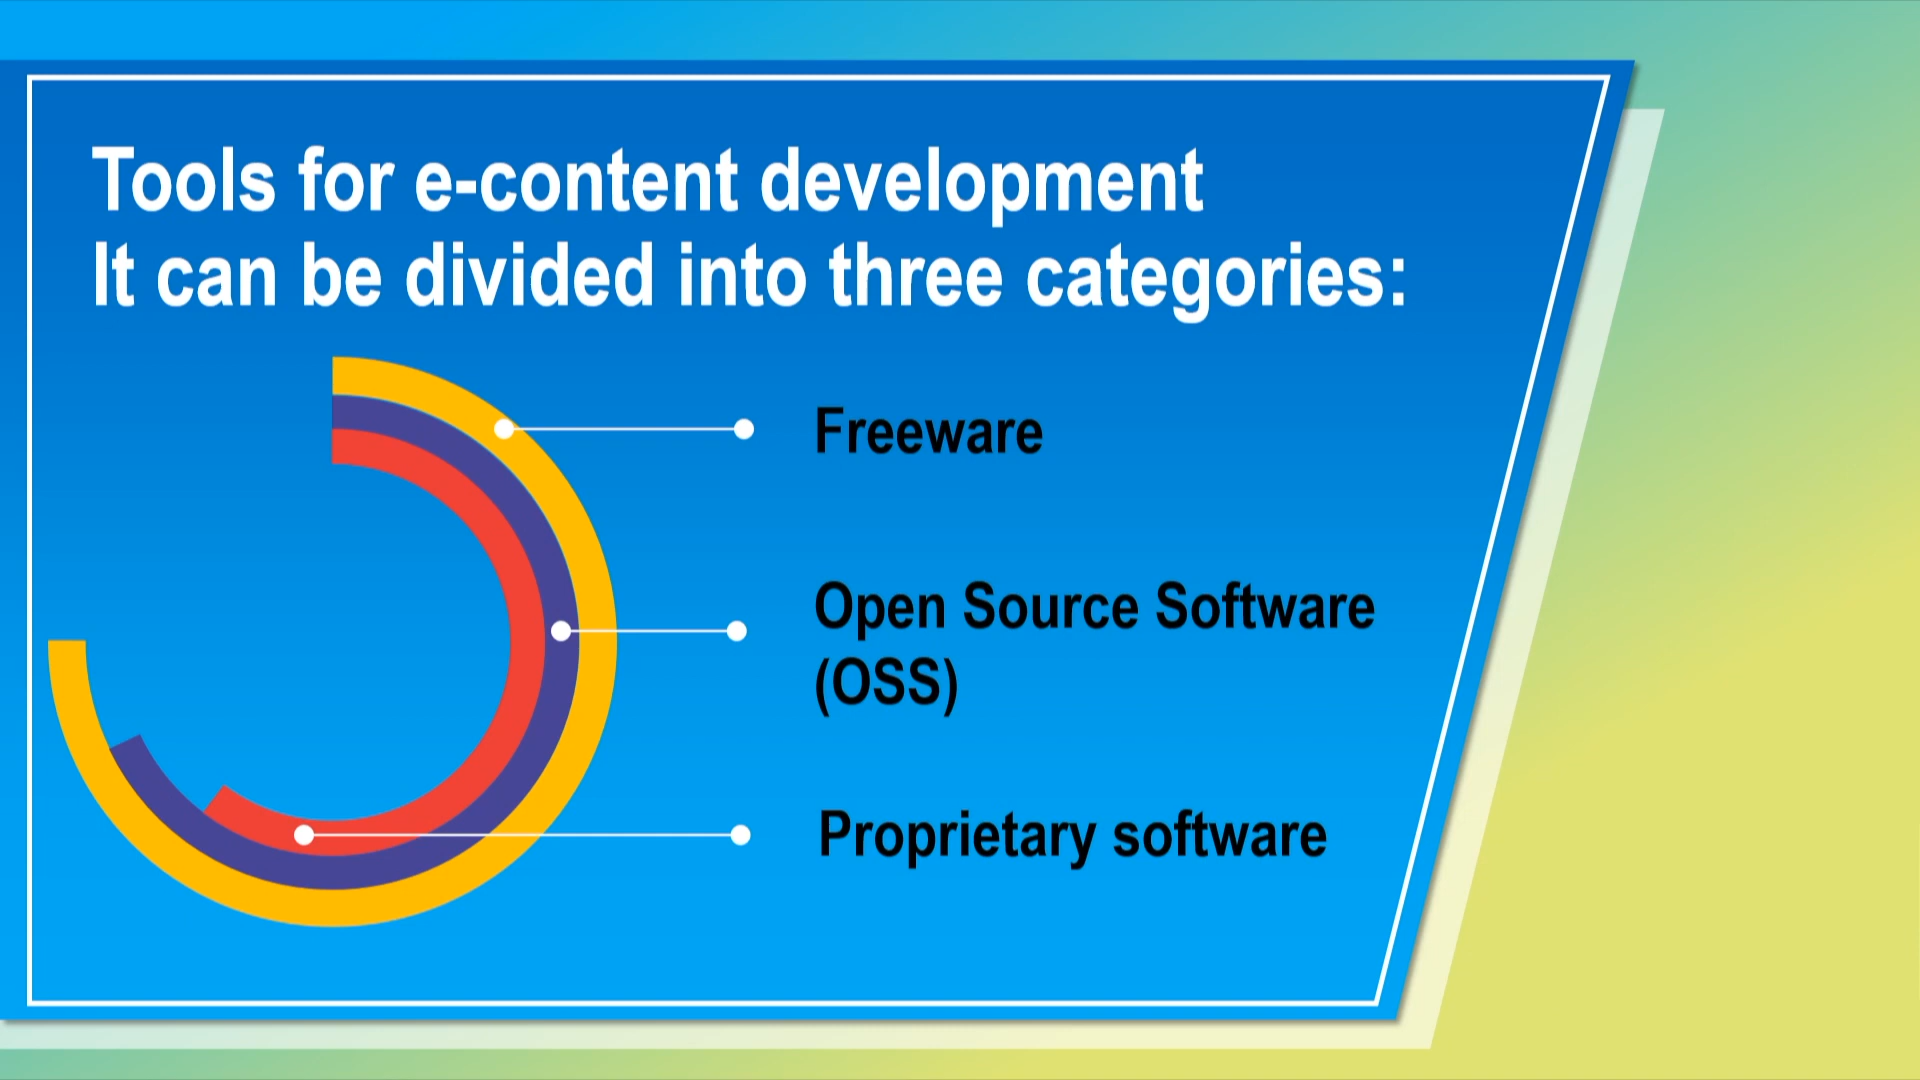 Tools for e-content development
It can be divided into three categories:
Freeware
Open Source Software
(OSS)
Proprietary software